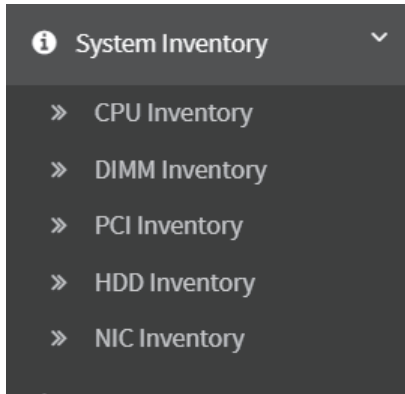 System Inventory
CPU Inventory
DIMM Inventory
PCI Inventory
HDD Inventory
NIC Inventory